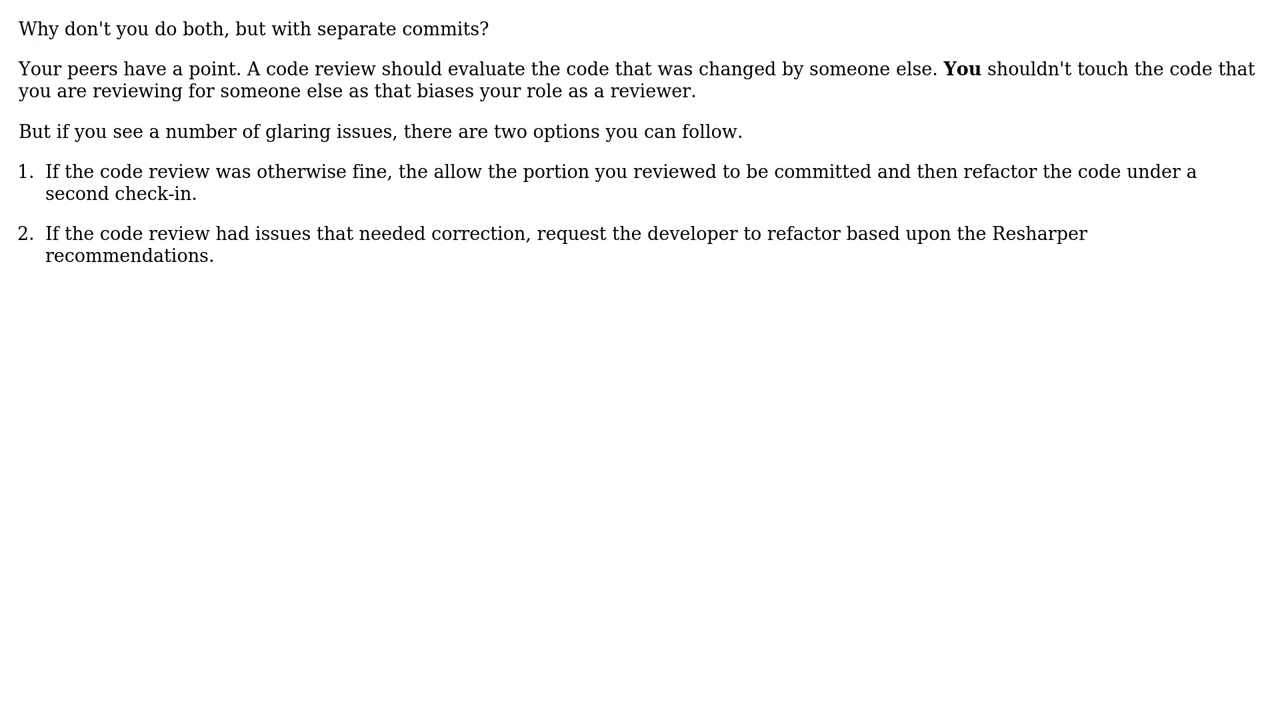 Why don't you do both, but with separate commits?
Your peers have a point. A code review should evaluate the code that was changed by someone else. You shouldn't touch the code that
you are reviewing for someone else as that biases your role as a reviewer.
But if you see a number of glaring issues, there are two options you can follow.
1. If the code review was otherwise fine, the allow the portion you reviewed to be committed and then refactor the code under a
second check-in.
2. If the code review had issues that needed correction, request the developer to refactor based upon the Resharper
recommendations.